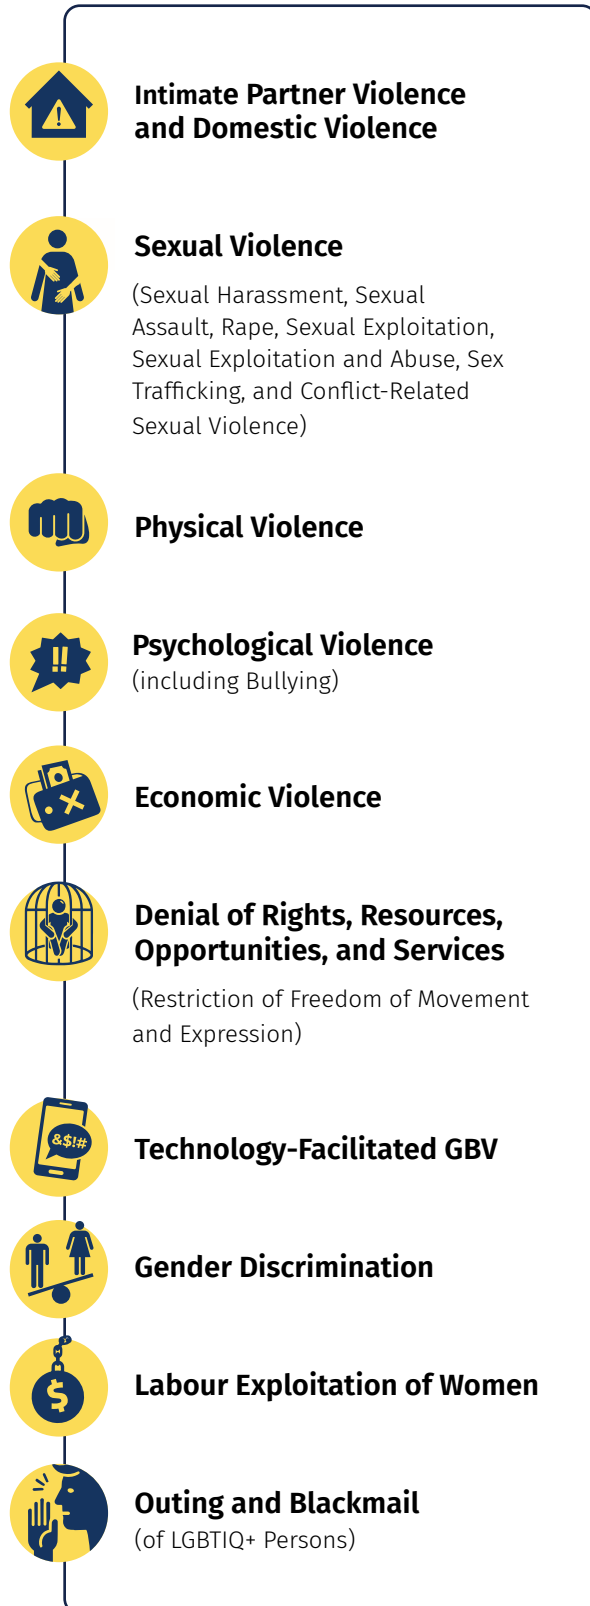 Intimate Partner Violence
and Domestic Violence
Sexual Violence
(Sexual Harassment, Sexual
Assault, Rape, Sexual Exploitation,
Sexual Exploitation and Abuse, Sex
Trafficking, and Conflict-Related
Sexual Violence)
Physical Violence
!!
Psychological Violence
(including Bullying)
Economic Violence
Denial of Rights, Resources,
Opportunities, and Services
(Restriction of Freedom of Movement
and Expression)
&$!#
Technology-Facilitated GBV
Gender Discrimination
$
Labour Exploitation of Women
Outing and Blackmail
(of LGBTIQ+ Persons)